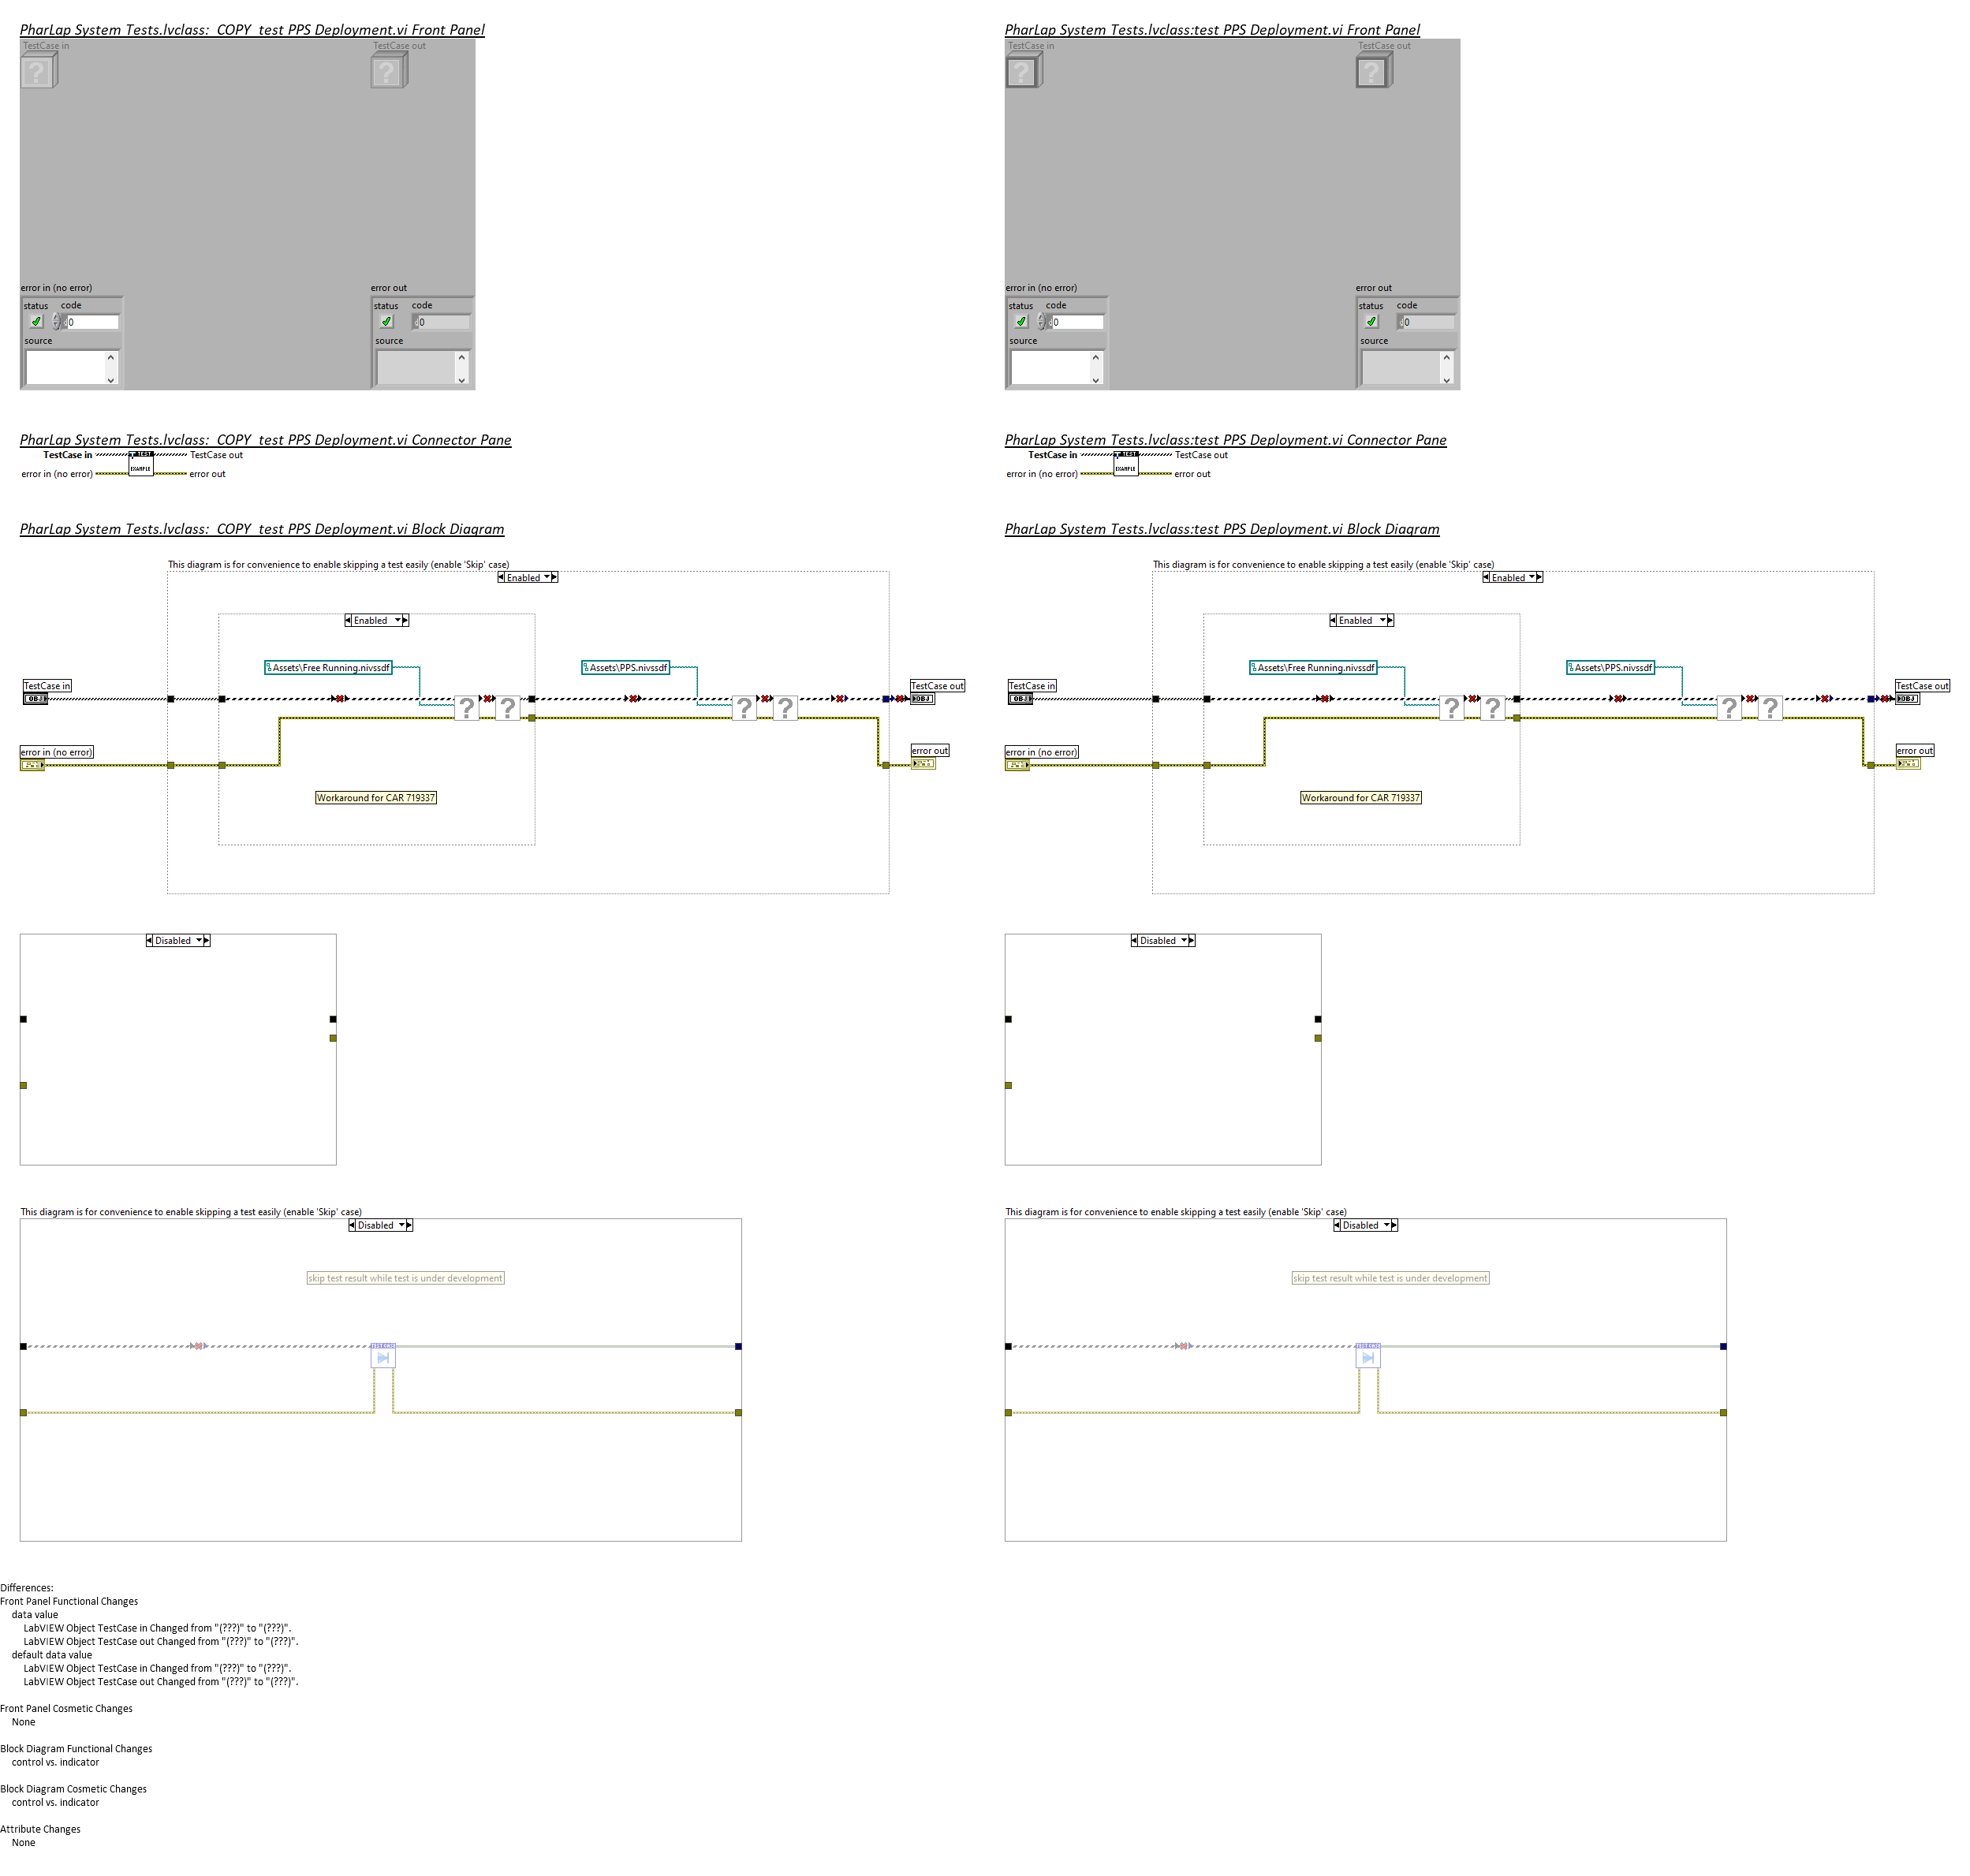 PharLap System Tests.lvclass:  COPY  test PPS Deployment.vi Front Panel
TestCase in
TestCase out
error in (no error)
status
code
0
source
error out
status
code
0
source
PharLap System Tests.lvclass:  COPY  test PPS Deployment.vi Connector Pane
TestCase in
TestCase out
TEST
EXAMPLE
error in (no error)
error out
PharLap System Tests.lvclass:  COPY  test PPS Deployment.vi Block Diagram
This diagram is for convenience to enable skipping a test easily (enable 'Skip' case)
Enabled
Enabled
Assets\Free Running.nivssdf
Assets\PPS.nivssdf
TestCase in
OBJ
? ? ? ?
TestCase out
OBJ
error in (no error)
error out
Workaround for CAR 719337
Disabled
This diagram is for convenience to enable skipping a test easily (enable 'Skip' case)
Disabled
skip test result while test is under development
PharLap System Tests.lvclass:test PPS Deployment.vi Front Panel
TestCase in
TestCase out
error in (no error)
status
code
0
source
error out
status
code
0
source
PharLap System Tests.lvclass:test PPS Deployment.vi Connector Pane
TestCase in
TestCase out
TEST
EXAMPLE
error in (no error)
error out
PharLap System Tests.lvclass:test PPS Deployment.vi Block Diagram
This diagram is for convenience to enable skipping a test easily (enable 'Skip' case)
Enabled
Enabled
Assets\Free Running.nivssdf
Assets\PPS.nivssdf
TestCase in
OBJ
? ? ? ?
TestCase out
OBJ
error in (no error)
error out
Workaround for CAR 719337
Disabled
This diagram is for convenience to enable skipping a test easily (enable 'Skip' case)
Disabled
skip test result while test is under development
Differences:
Front Panel Functional Changes
data value
LabVIEW Object TestCase in Changed from "(???)" to "(???)".
LabVIEW Object TestCase out Changed from "(???)" to "(???)".
default data value
LabVIEW Object TestCase in Changed from "(???)" to "(???)".
LabVIEW Object TestCase out Changed from "(???)" to "(???)".
Front Panel Cosmetic Changes
None
Block Diagram Functional Changes
control vs. indicator
Block Diagram Cosmetic Changes
control vs. indicator
Attribute Changes
None